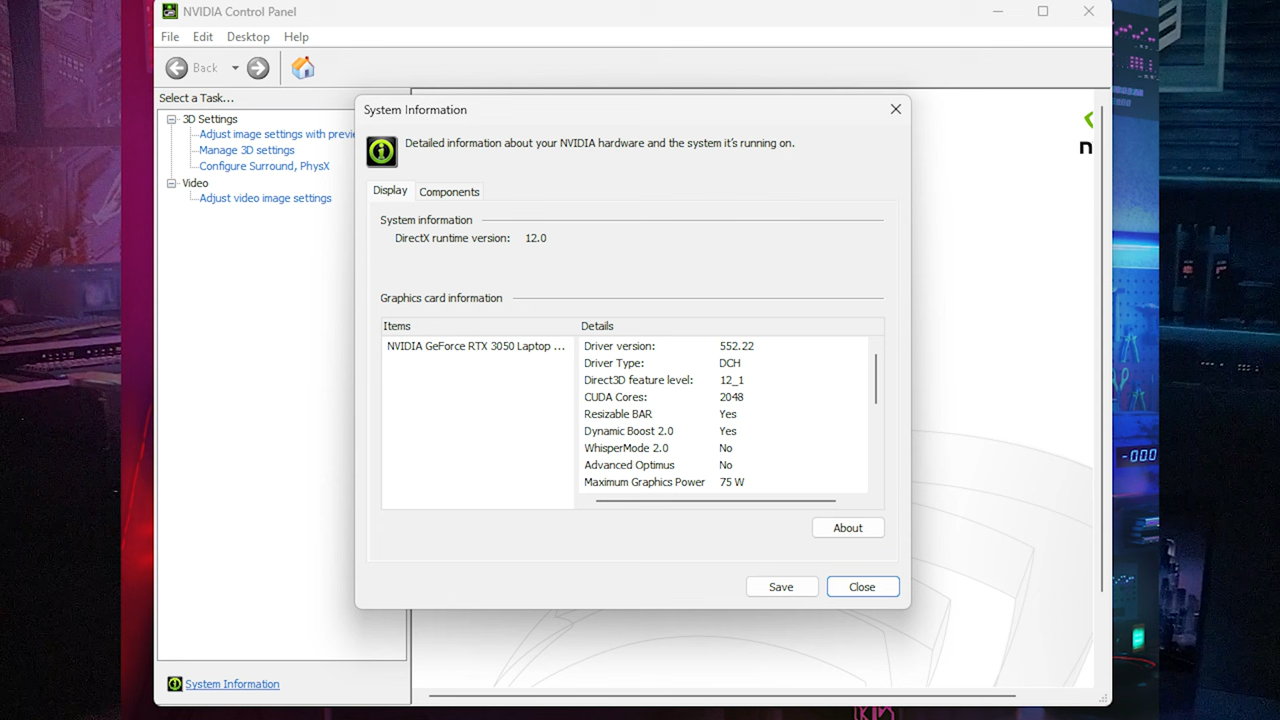 NVIDIA Control Panel
File Edit Desktop Help
Back
Select a Task...
3D Settings
Adjust image settings with previe
Manage 3D settings
Configure Surround, PhysX
Video
Adjust video image settings
System Information
System Information
Detailed information about your NVIDIA hardware and the system it's running on.
Display Components
System information
DirectX runtime version: 12.0
Graphics card information
Items Details
NVIDIA GeForce RTX 3050 Laptop ...
Driver version: 552.22
Driver Type: DCH
Direct3D feature level: 12_1
CUDA Cores: 2048
Resizable BAR Yes
Dynamic Boost 2.0 Yes
WhisperMode 2.0 No
Advanced Optimus No
Maximum Graphics Power 75 W
About
Save Close
n
-000